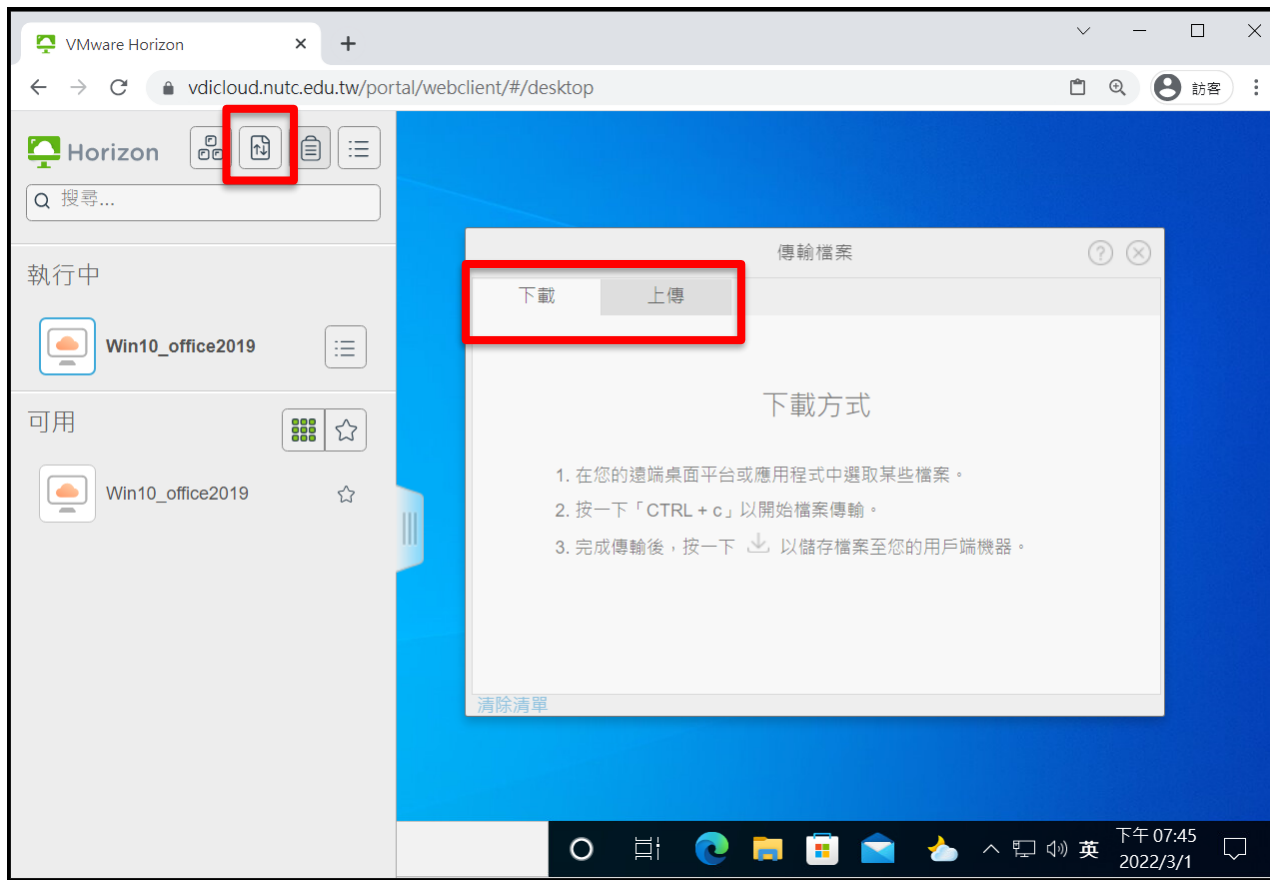 VMware Horizon
vdicloud.nutc.edu.tw/portal/webclient/#/desktop
訪客
Horizon
搜尋...
執行中
Win10_office2019
可用
Win10_office2019
傳輸檔案
下載 上傳
下載方式
1. 在您的遠端桌面平台或應用程式中選取某些檔案。
2. 按一下「CTRL + c」以開始檔案傳輸。
3. 完成傳輸後，按一下 以儲存檔案至您的用戶端機器。
清除清單
英
下午 07:45
2022/3/1